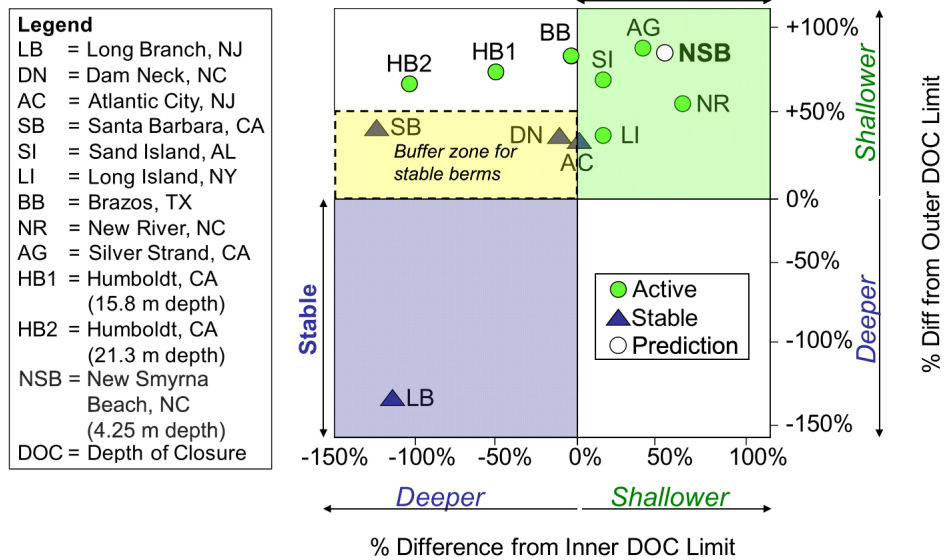 Legend
LB = Long Branch, NJ
DN = Dam Neck, NC
AC = Atlantic City, NJ
SB = Santa Barbara, CA
SI = Sand Island, AL
LI = Long Island, NY
BB = Brazos, TX
NR = New River, NC
AG = Silver Strand, CA
HB1 = Humboldt, CA
(15.8 m depth)
HB2 = Humboldt, CA
(21.3 m depth)
NSB = New Smyrna
Beach, NC
(4.25 m depth)
DOC = Depth of Closure
HB2
HB1
BB
AG
SI
NSB
NR
SB
DN
AC
LI
Buffer zone for
stable berms
LB
Stable
Active
Stable
Prediction
+100%
+50%
0%
-50%
-100%
-150%
Shallower
Deeper
% Diff from Outer DOC Limit
-150%
-100%
-50%
0%
50%
100%
Deeper
Shallower
% Difference from Inner DOC Limit